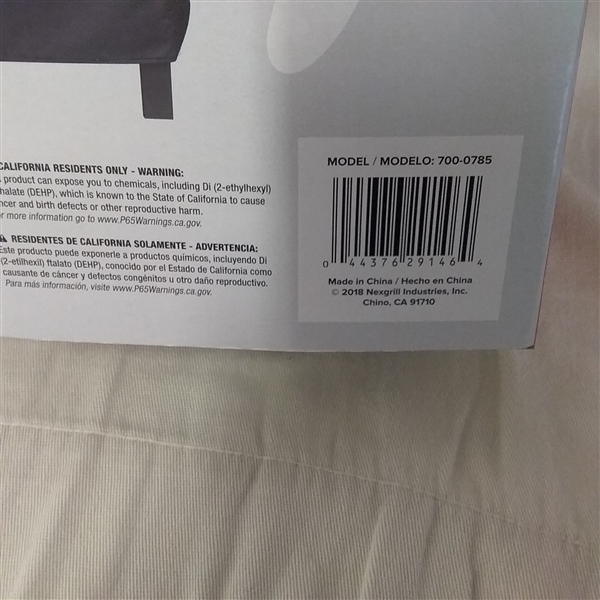 CALIFORNIA RESIDENTS ONLY - WARNING:
product can expose you to chemicals, including Di (2-ethylhexyl)
(DEHP), which is known to the State of California to cause
and birth defects or other reproductive harm.
more information go to www.P65Warnings.ca.gov.
RESIDENTES DE CALIFORNIA SOLAMENTE - ADVERTENCIA:
Este producto puede exponerle a productos químicos, incluyendo Di
(2-etilhexil) ftalato (DEHP), conocido por el Estado de California como
causante de cáncer y defectos congénitos u otro daño reproductivo.
Para más información, visite www.P65Warnings.ca.gov.
MODEL / MODELO: 700-0785
0 44376 29146 4
Made in China / Hecho en China
© 2018 Nexgrill Industries, Inc.
Chino, CA 91710